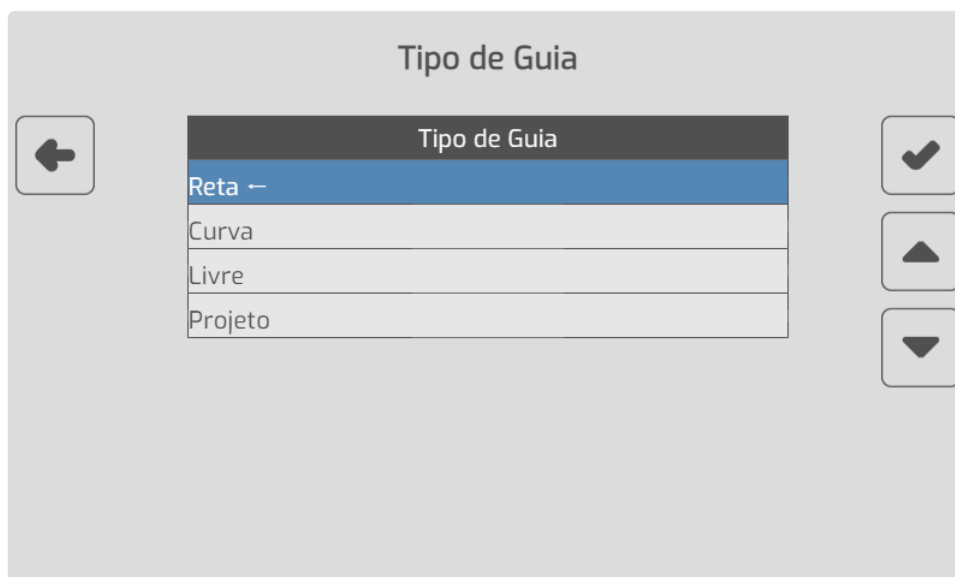 Tipo de Guia
Tipo de Guia
Reta ←
Curva
Livre
Projeto